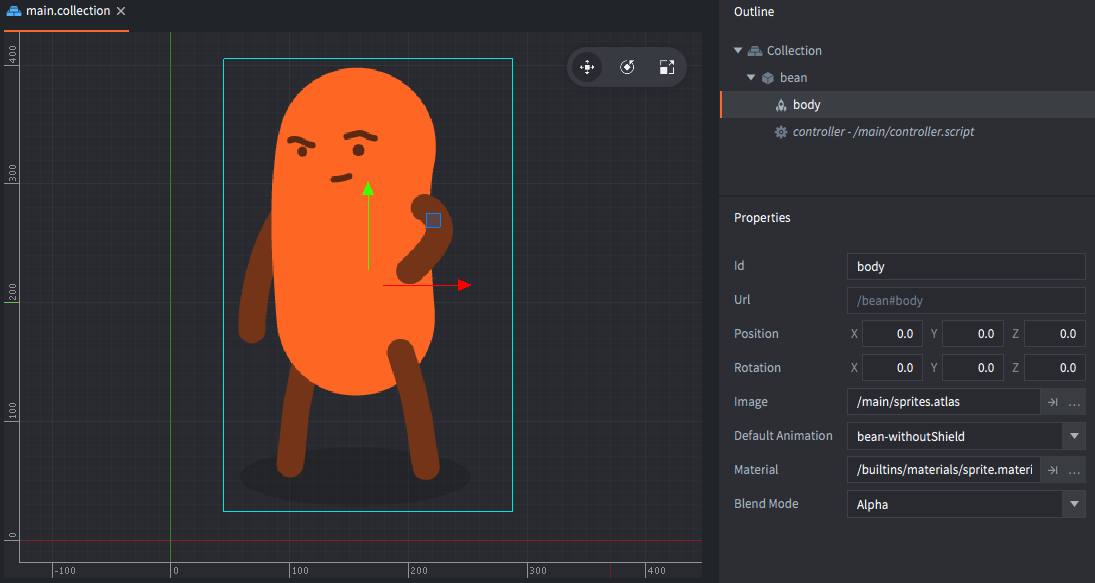 main.collection
Outline
Collection
bean
body
controller - /main/controller.script
Properties
Id body
Url /bean#body
Position X 0.0 Y 0.0 Z 0.0
Rotation X 0.0 Y 0.0 Z 0.0
Image /main/sprites.atlas ...
Default Animation bean-withoutShield
Material /builtins/materials/sprite.materi ...
Blend Mode Alpha
400
300
200
100
0
-100 0 100 200 300 400